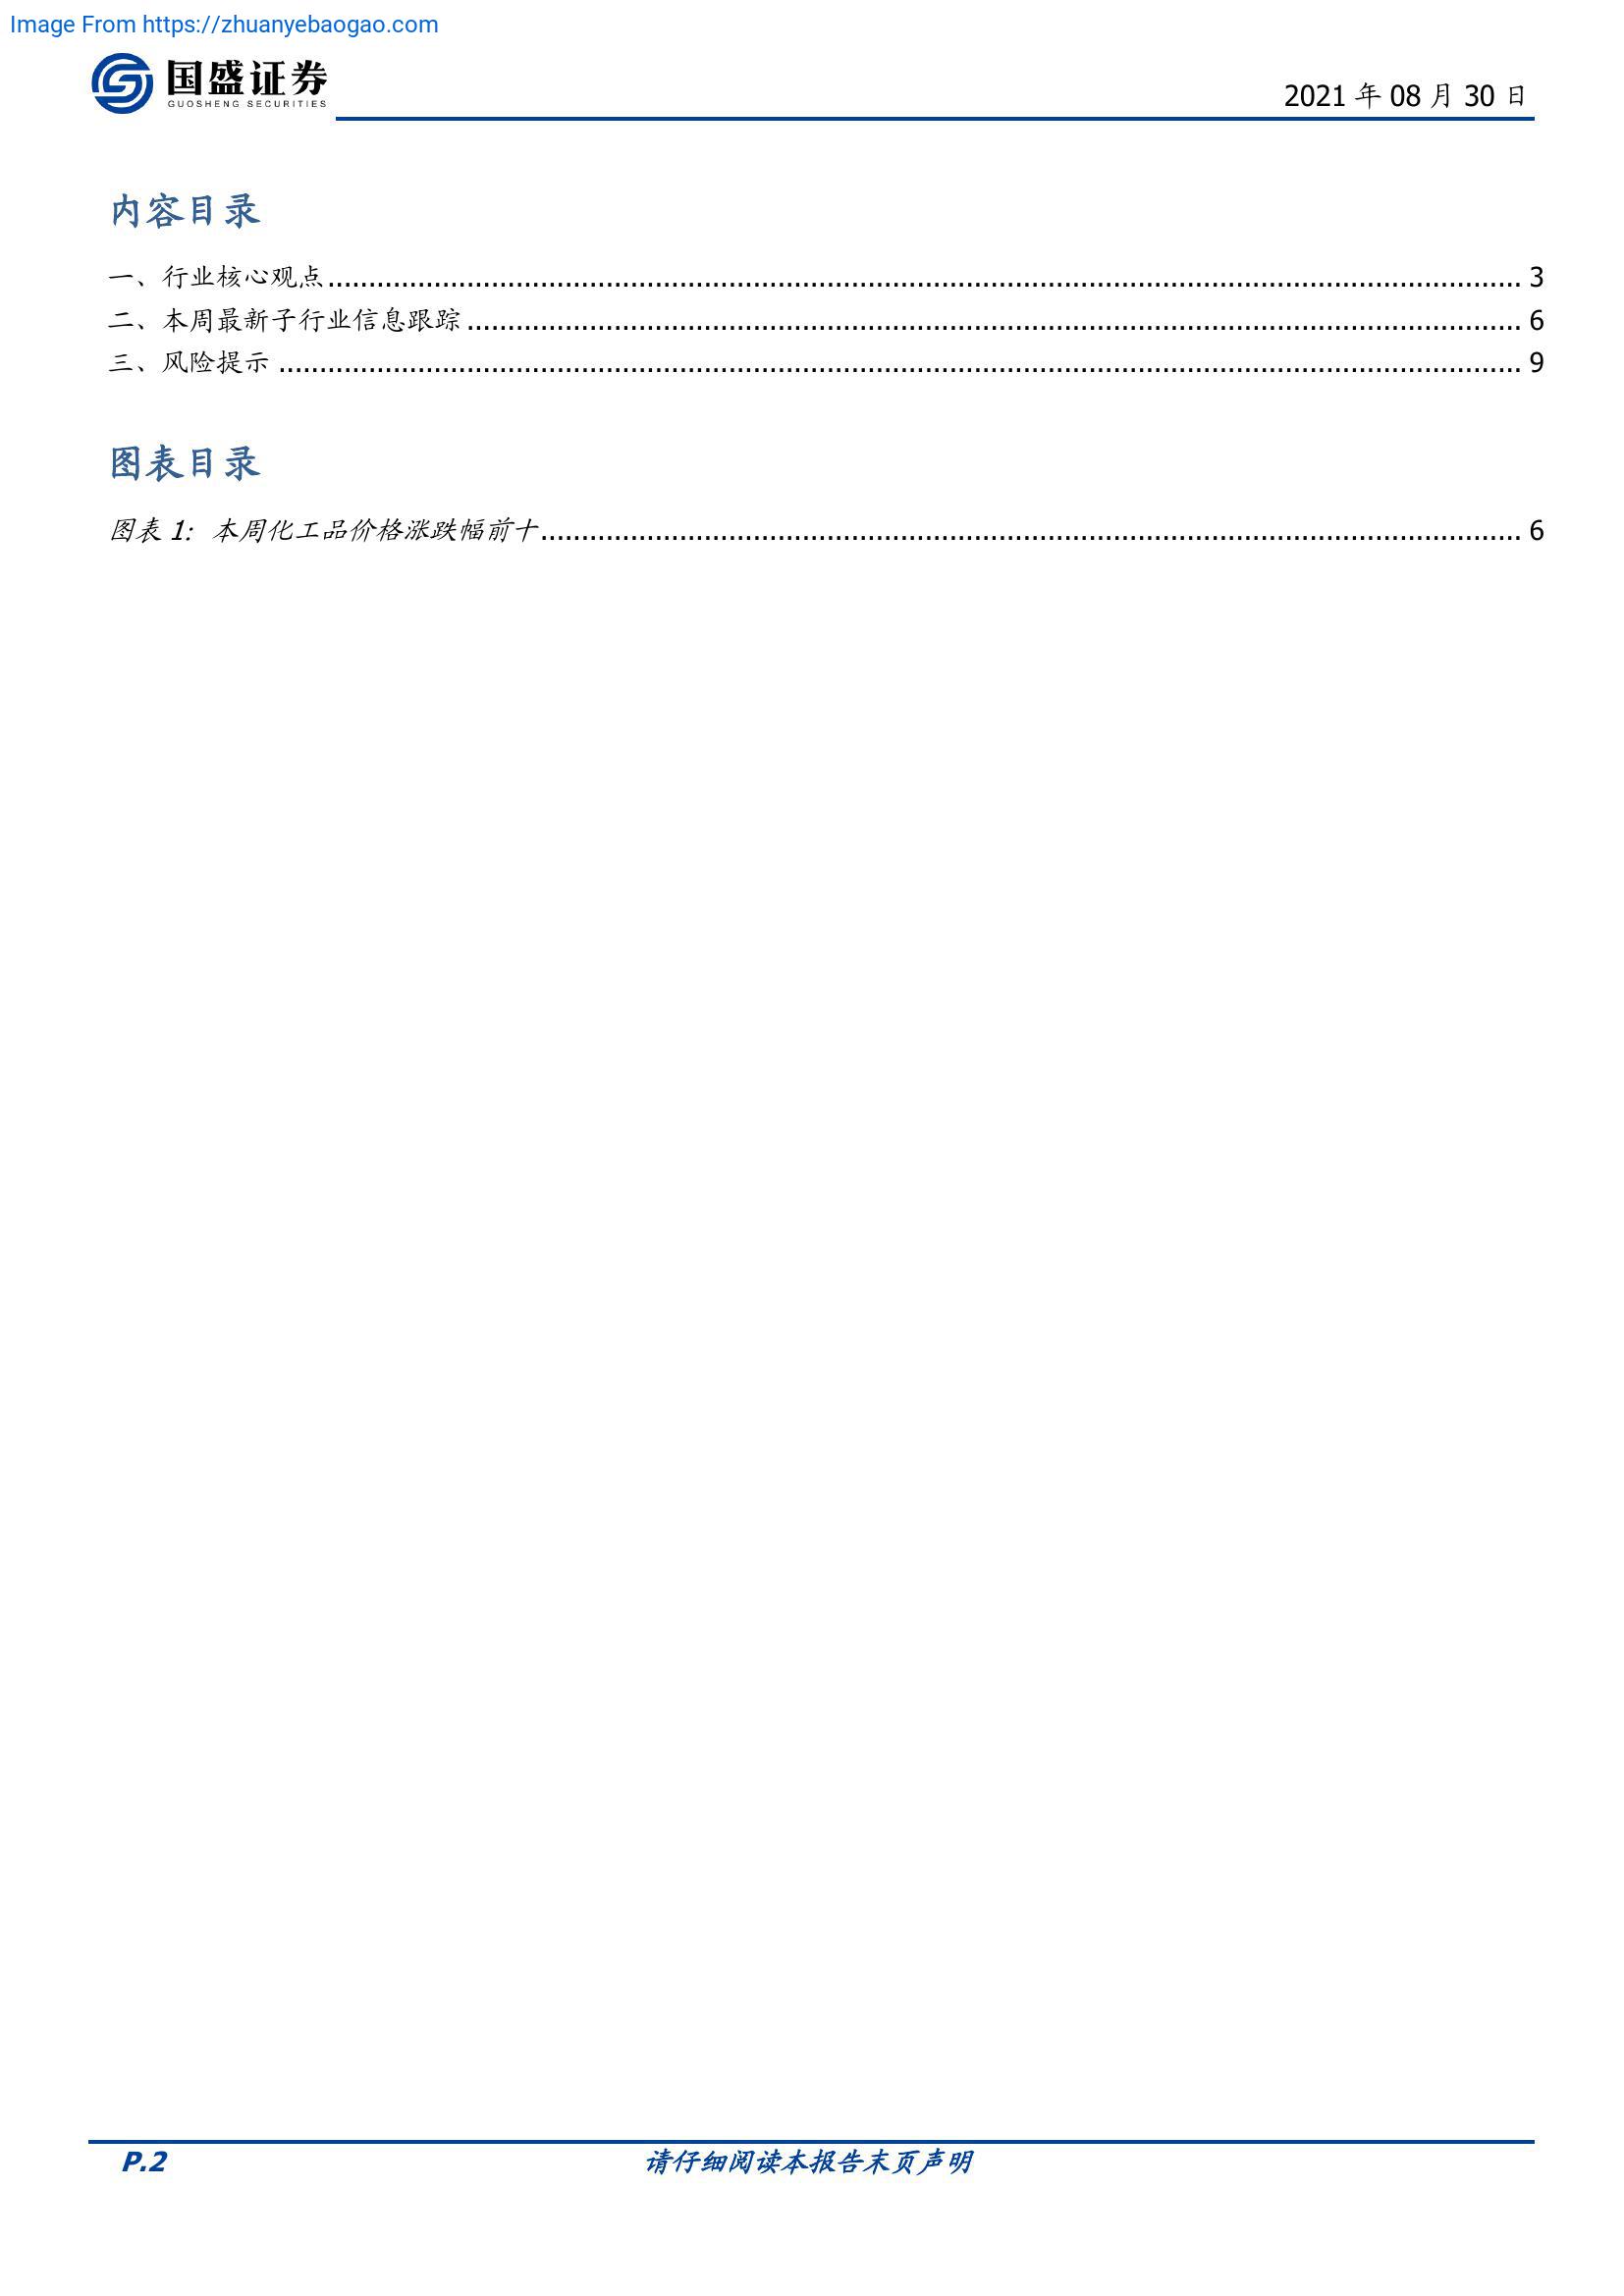 Image From https://zhuanyebaogao.com
国盛证券
GUOSHENG SECURITIES
2021 年 08 月 30 日
内容目录
一、行业核心观点........................................................................................................ 3
二、本周最新子行业信息跟踪........................................................................................................ 6
三、风险提示 ........................................................................................................ 9
图表目录
图表 1: 本周化工品价格涨跌幅前十........................................................................................................ 6
P.2
请仔细阅读本报告末页声明